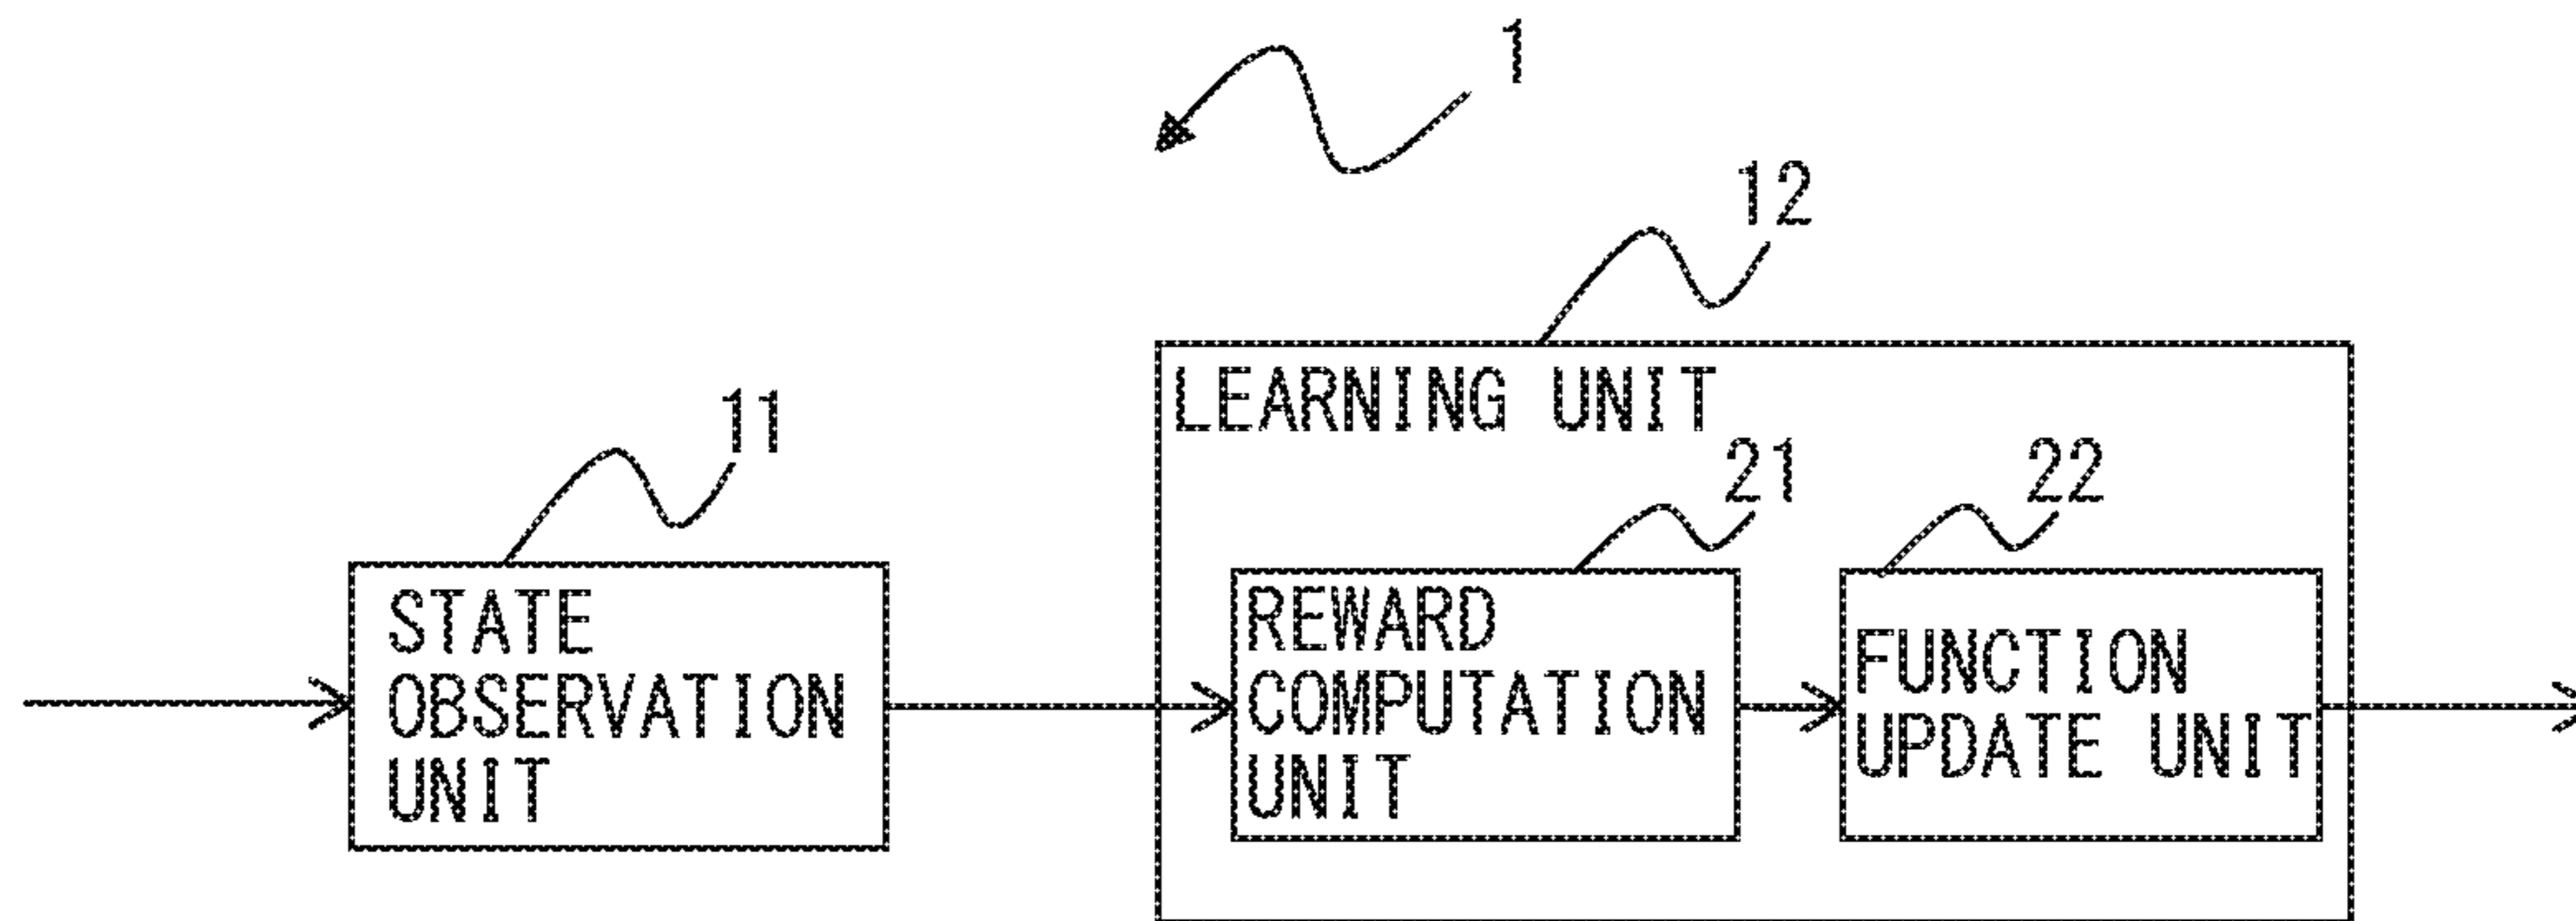 1
12
LEARNING UNIT
11
21
22
STATE
OBSERVATION
UNIT
REWARD
COMPUTATION
UNIT
FUNCTION
UPDATE UNIT